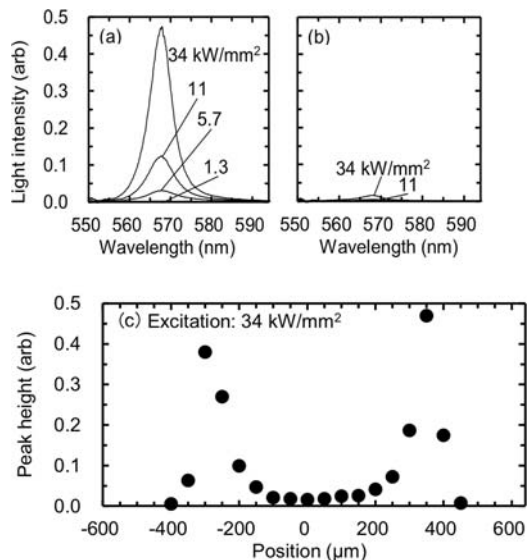 (a)
34 kW/mm²
11
5.7
1.3
Light intensity (arb)
0.5
0.4
0.3
0.2
0.1
0.0
550 560 570 580 590
Wavelength (nm)
(b)
34 kW/mm²
11
550 560 570 580 590
Wavelength (nm)
(c) Excitation: 34 kW/mm²
Peak height (arb)
0.5
0.4
0.3
0.2
0.1
0.0
-600 -400 -200 0 200 400 600
Position (μm)